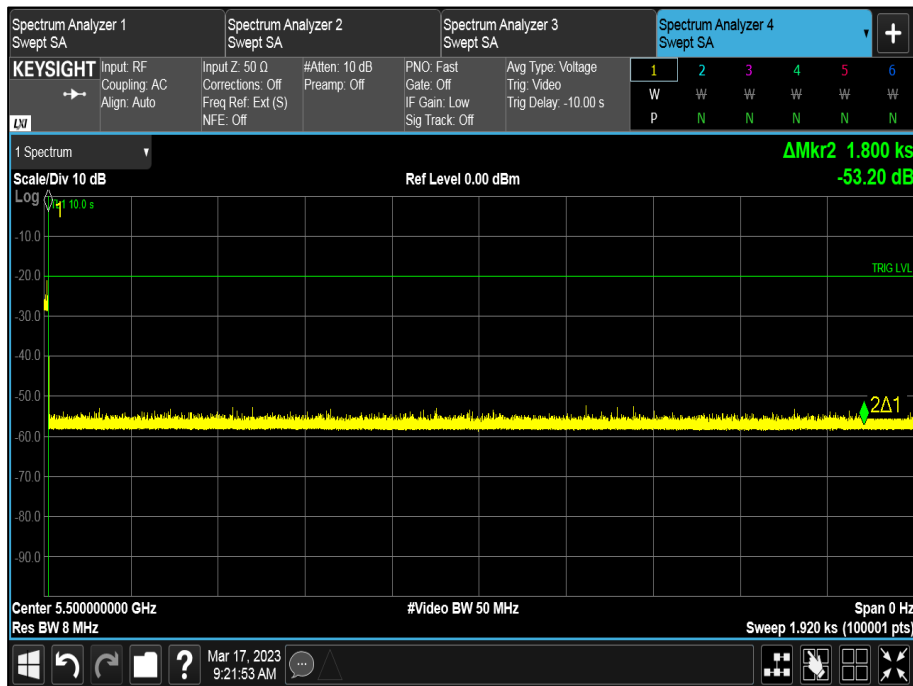 Spectrum Analyzer 1
Swept SA
Spectrum Analyzer 2
Swept SA
Spectrum Analyzer 3
Swept SA
Spectrum Analyzer 4
Swept SA
+
KEYSIGHT
LXI
Input: RF
Coupling: AC
Align: Auto
Input Z: 50 Ω
Corrections: Off
Freq Ref: Ext (S)
NFE: Off
#Atten: 10 dB
Preamp: Off
PNO: Fast
Gate: Off
IF Gain: Low
Sig Track: Off
Avg Type: Voltage
Trig: Video
Trig Delay: -10.00 s
1 2 3 4 5 6
W W W W W W
P N N N N N
1 Spectrum
ΔMkr2 1.800 ks
-53.20 dB
Scale/Div 10 dB
Ref Level 0.00 dBm
Log
10.0 s
1
-10.0
-20.0
TRIG LVL
-30.0
-40.0
-50.0
2Δ1
-60.0
-70.0
-80.0
-90.0
Center 5.500000000 GHz
#Video BW 50 MHz
Span 0 Hz
Res BW 8 MHz
Sweep 1.920 ks (100001 pts)
?
Mar 17, 2023
9:21:53 AM